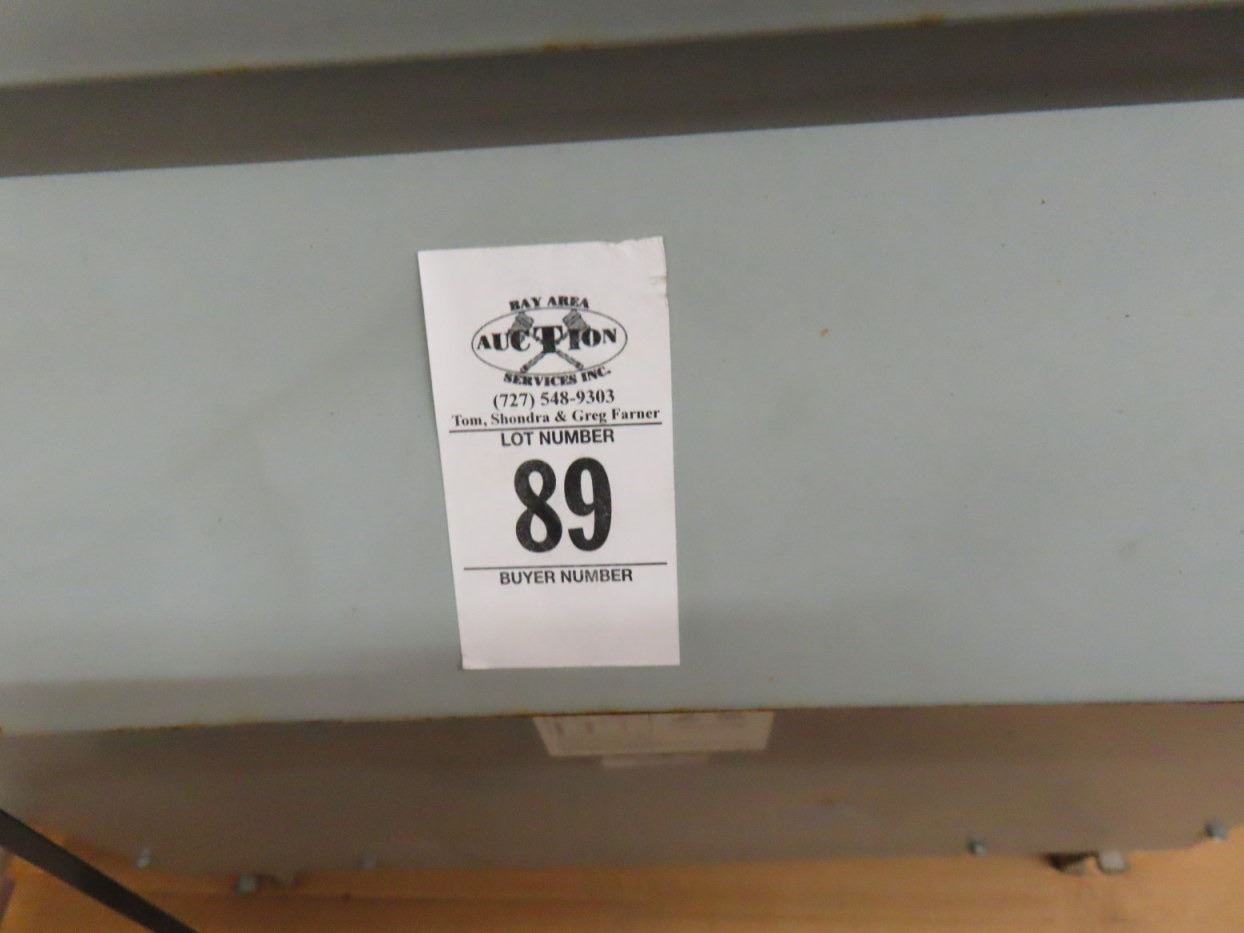 BAY AREA
AUCTION
SERVICES INC.
(727) 548-9303
Tom, Shondra & Greg Farner
LOT NUMBER
89
BUYER NUMBER